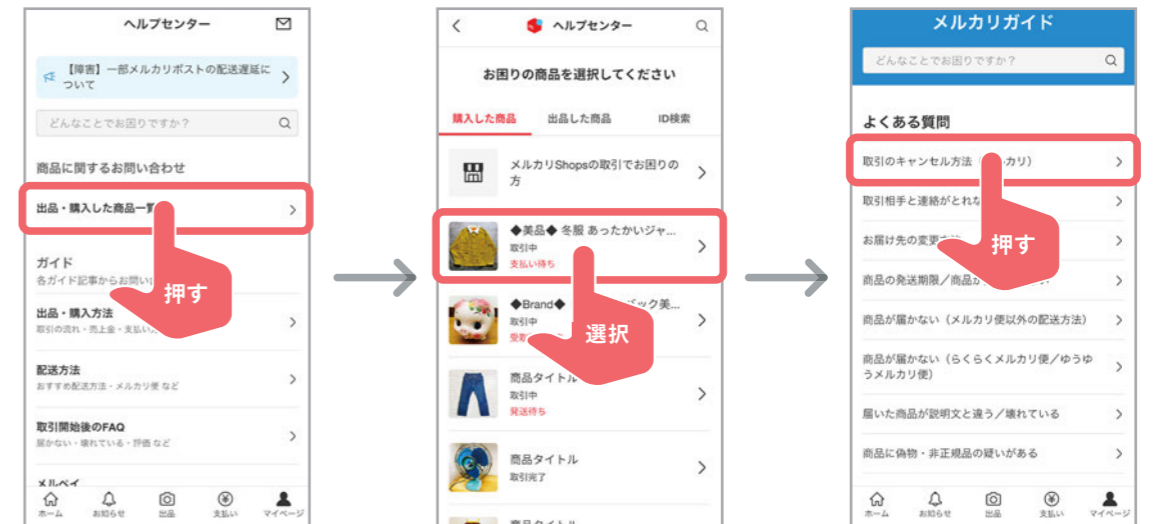 ヘルプセンター
【障害】一部メルカリポストの配送遅延に
ついて
どんなことでお困りですか？
商品に関するお問い合わせ
出品・購入した商品一覧
ガイド
各ガイド記事からお問い
押す
出品・購入方法
取引の流れ・売上金・支払い
配送方法
おすすめ配送方法・メルカリ便 など
取引開始後のFAQ
届かない・壊れている・評価 など
メルペイ
ホーム
お知らせ
出品
支払い
マイページ
ヘルプセンター
お困りの商品を選択してください
購入した商品
出品した商品
ID検索
メルカリShopsの取引でお困りの
方
◆美品◆ 冬服 あったかいジャ...
取引中
支払い待ち
◆Brand◆
バック美...
取引中
受取
選択
商品タイトル
取引中
発送待ち
商品タイトル
取引完了
商品タイトル
メルカリガイド
どんなことでお困りですか？
よくある質問
取引のキャンセル方法（
カリ）
取引相手と連絡がとれな
お届け先の変更
押す
商品の発送期限／商品が
商品が届かない（メルカリ便以外の配送方法）
商品が届かない（らくらくメルカリ便／ゆうゆ
うメルカリ便）
届いた商品が説明文と違う／壊れている
商品に偽物・非正規品の疑いがある
ホーム
お知らせ
出品
支払い
マイページ